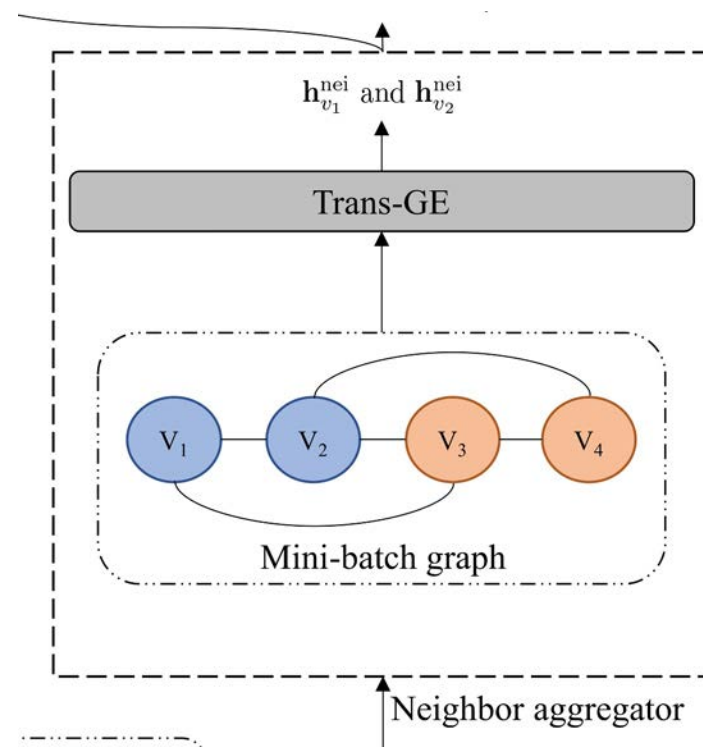 h_{v_1}^{nei} and h_{v_2}^{nei}
Trans-GE
V₁ V₂ V₃ V₄
Mini-batch graph
Neighbor aggregator